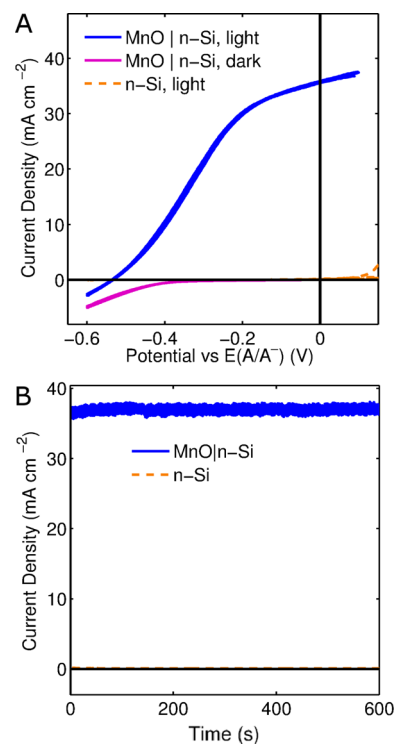 A
MnO | n−Si, light
MnO | n−Si, dark
n−Si, light
Current Density (mA cm⁻²)
40
30
20
10
0
−0.6 −0.4 −0.2 0
Potential vs E(A/A⁻) (V)
B
MnO|n−Si
n−Si
Current Density (mA cm⁻²)
40
30
20
10
0
0 200 400 600
Time (s)